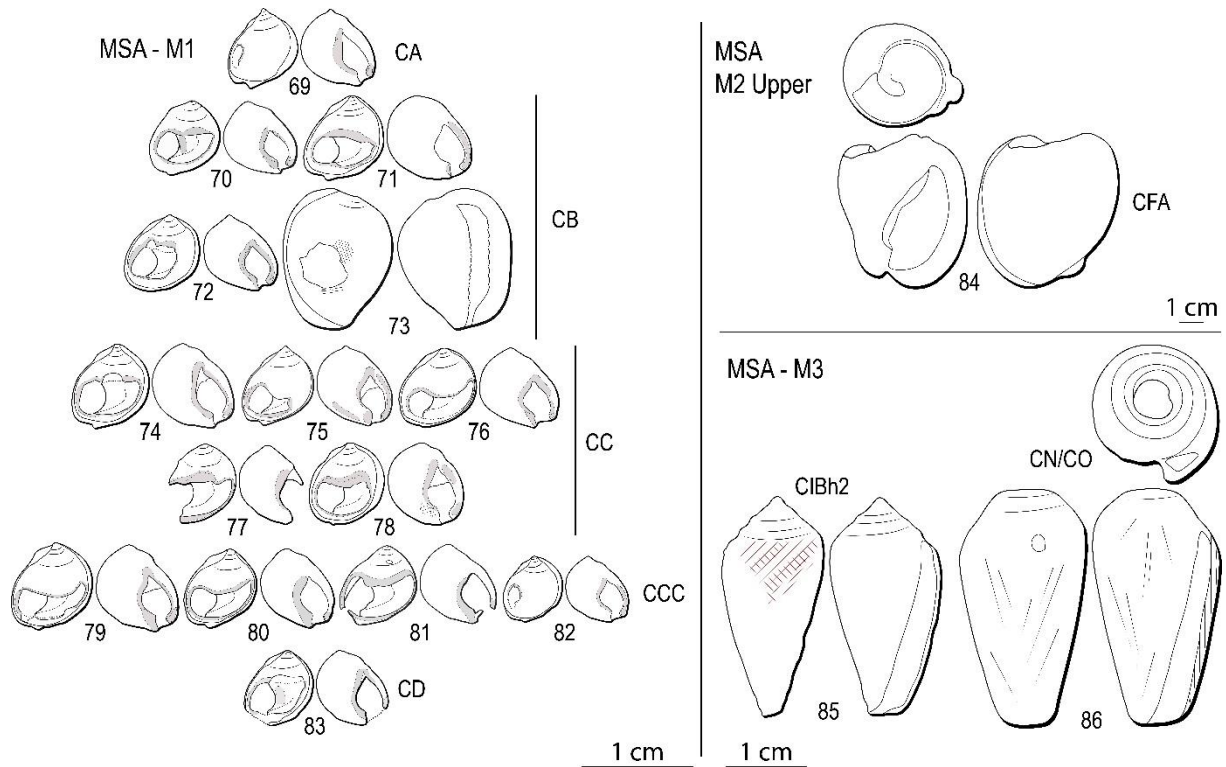 MSA - M1
CA
69
70
71
CB
72
73
74
75
76
CC
77
78
79
80
81
82
CCC
83
CD
1 cm
MSA
M2 Upper
CFA
84
1 cm
MSA - M3
CN/CO
CIBh2
85
86
1 cm